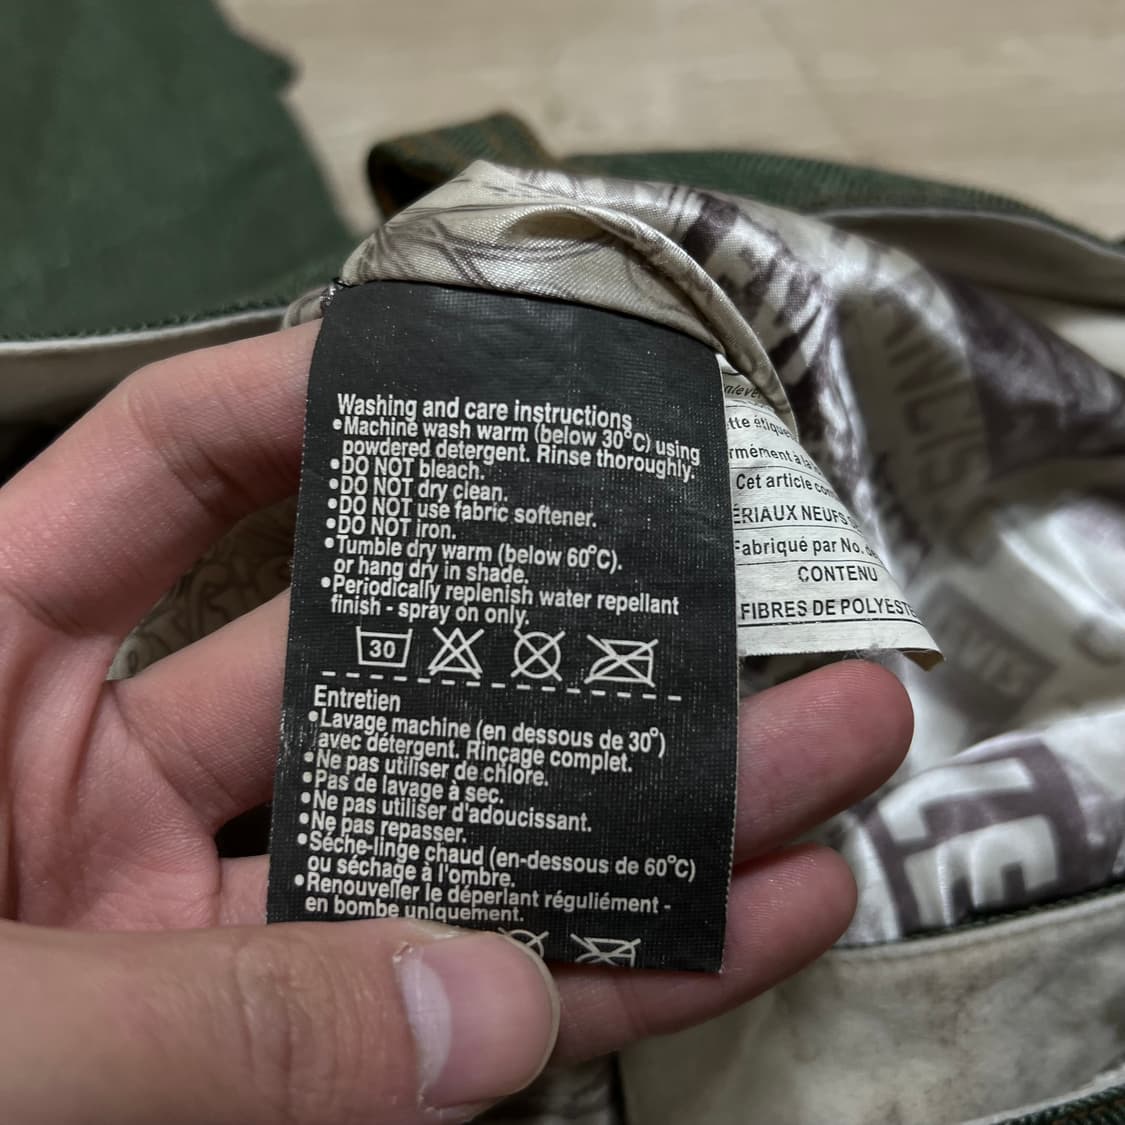 Washing and care instructions
•Machine wash warm (below 30°C) using
powdered detergent. Rinse thoroughly.
•DO NOT bleach.
•DO NOT dry clean.
•DO NOT use fabric softener.
•DO NOT iron.
•Tumble dry warm (below 60°C).
or hang dry in shade.
•Periodically replenish water repellant
finish - spray on only.
30
Entretien
•Lavage machine (en dessous de 30°)
avec détergent. Rinçage complet.
•Ne pas utiliser de chlore.
•Pas de lavage à sec.
•Ne pas utiliser d'adoucissant.
•Ne pas repasser.
•Séche-linge chaud (en-dessous de 60°C)
ou séchage à l'ombre.
•Renouveller le déperlant réguliément -
en bombe uniquement.
Cet article
NEUFS
Fabriqué par No.
CONTENU
FIBRES DE